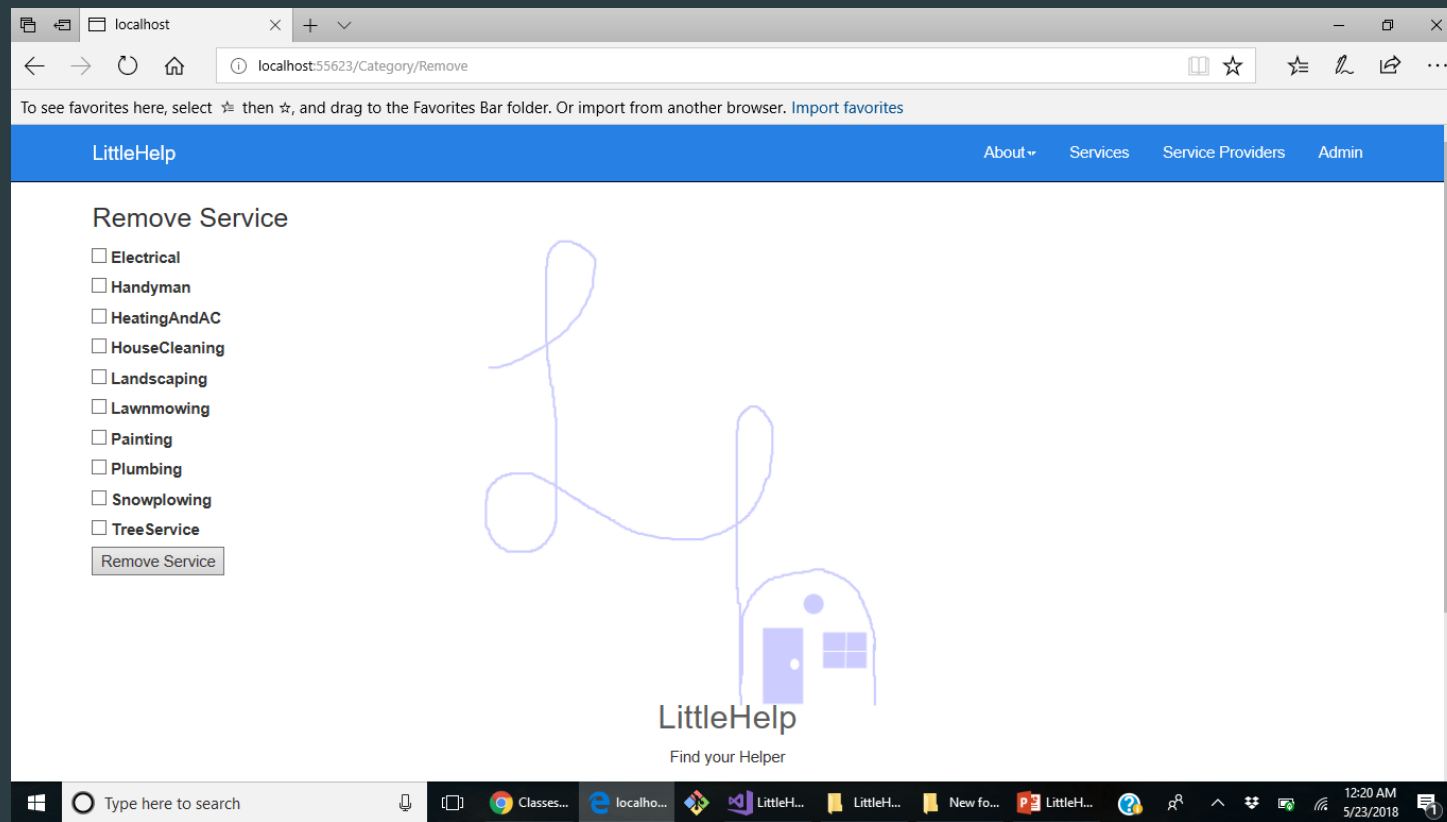 localhost
localhost:55623/Category/Remove
To see favorites here, select then , and drag to the Favorites Bar folder. Or import from another browser. Import favorites
LittleHelp About Services Service Providers Admin
Remove Service
Electrical
Handyman
HeatingAndAC
HouseCleaning
Landscaping
Lawnmowing
Painting
Plumbing
Snowplowing
TreeService
Remove Service
LittleHelp
Find your Helper
Type here to search Classes... localho... LittleH... LittleH... New fo... LittleH... 12:20 AM
5/23/2018 1